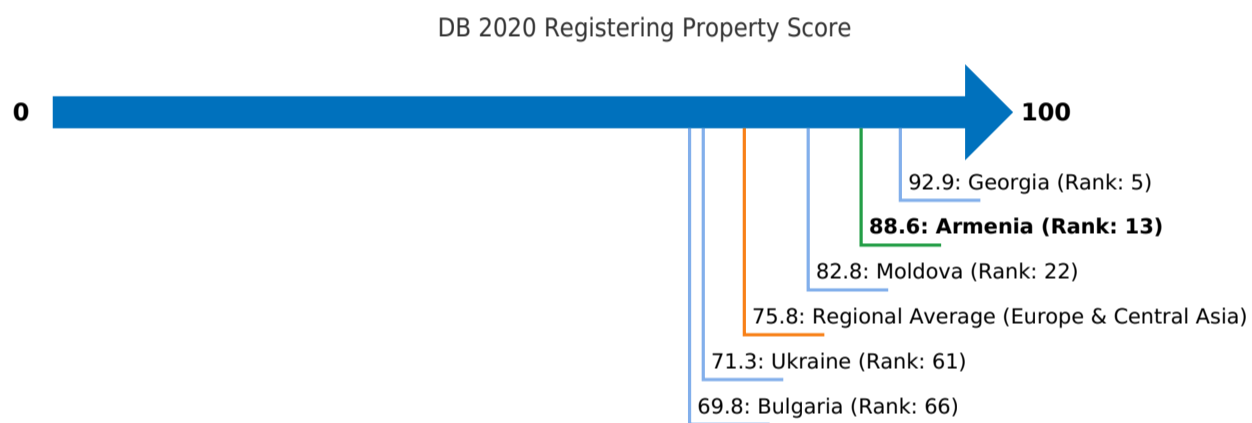 DB 2020 Registering Property Score
0
100
92.9: Georgia (Rank: 5)
88.6: Armenia (Rank: 13)
82.8: Moldova (Rank: 22)
75.8: Regional Average (Europe & Central Asia)
71.3: Ukraine (Rank: 61)
69.8: Bulgaria (Rank: 66)